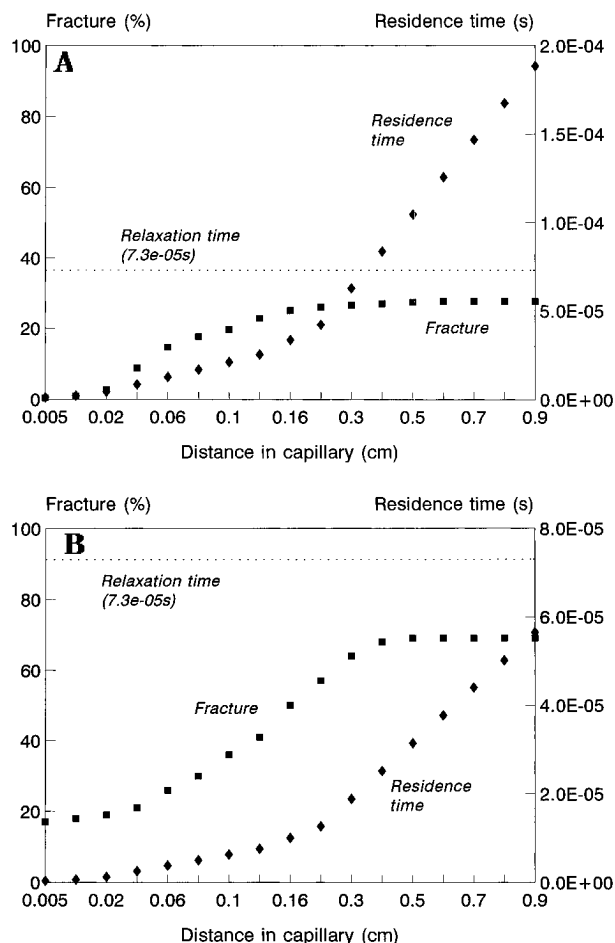 Fracture (%)
Residence time (s)
A
100
80
60
40
20
0
2.0E-04
1.5E-04
1.0E-04
5.0E-05
0.0E+00
Residence
time
Relaxation time
(7.3e-05s)
Fracture
0.005 0.02 0.06 0.1 0.16 0.3 0.5 0.7 0.9
Distance in capillary (cm)
Fracture (%)
Residence time (s)
B
100
80
60
40
20
0
8.0E-05
6.0E-05
4.0E-05
2.0E-05
0.0E+00
Relaxation time
(7.3e-05s)
Fracture
Residence
time
0.005 0.02 0.06 0.1 0.16 0.3 0.5 0.7 0.9
Distance in capillary (cm)